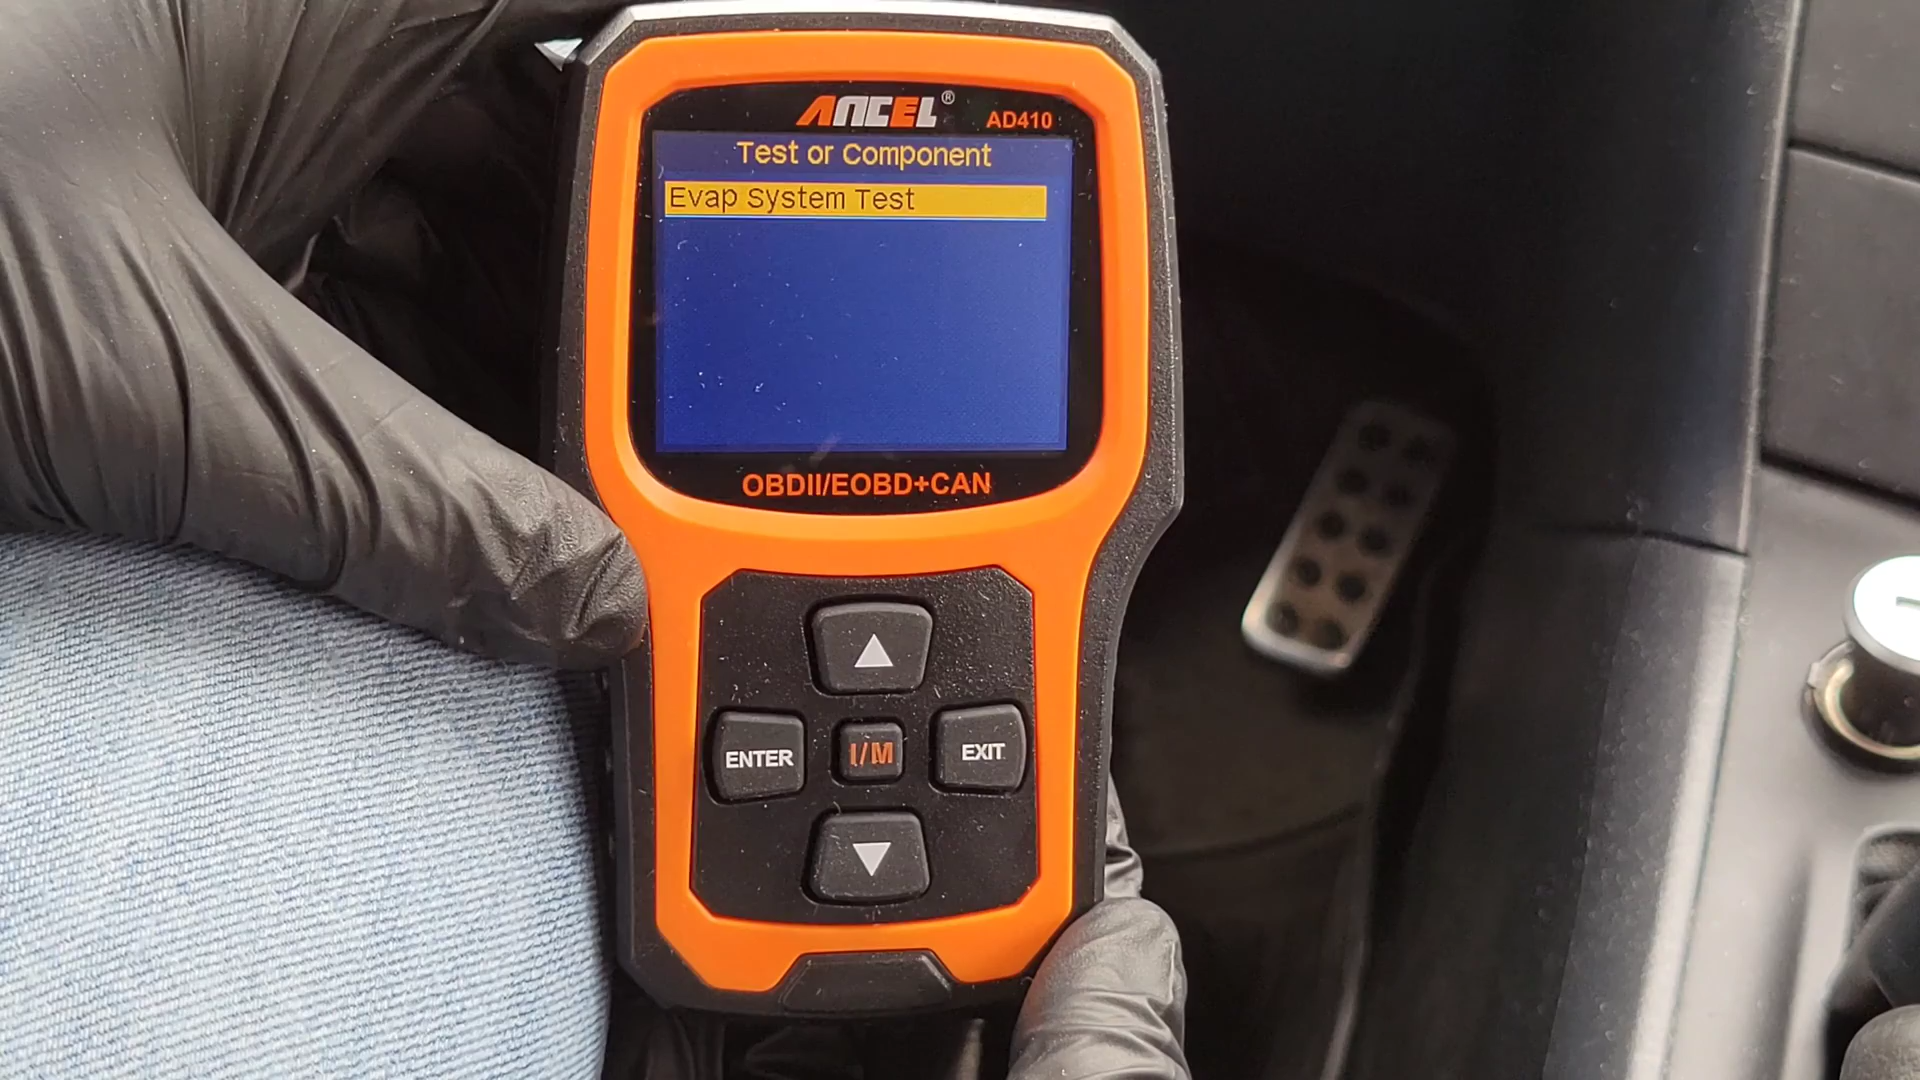 ANCEL®
AD410
Test or Component
Evap System Test
OBDII/EOBD+CAN
ENTER
I/M
EXIT